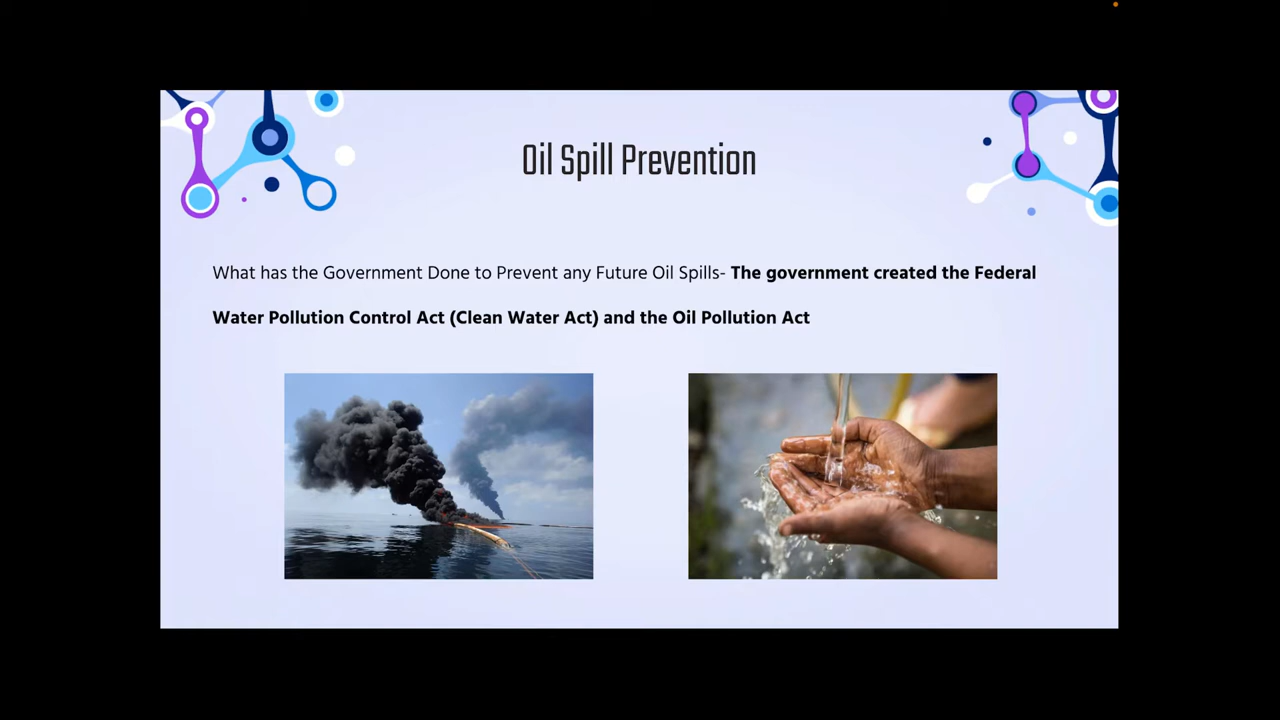 Oil Spill Prevention
What has the Government Done to Prevent any Future Oil Spills- The government created the Federal
Water Pollution Control Act (Clean Water Act) and the Oil Pollution Act